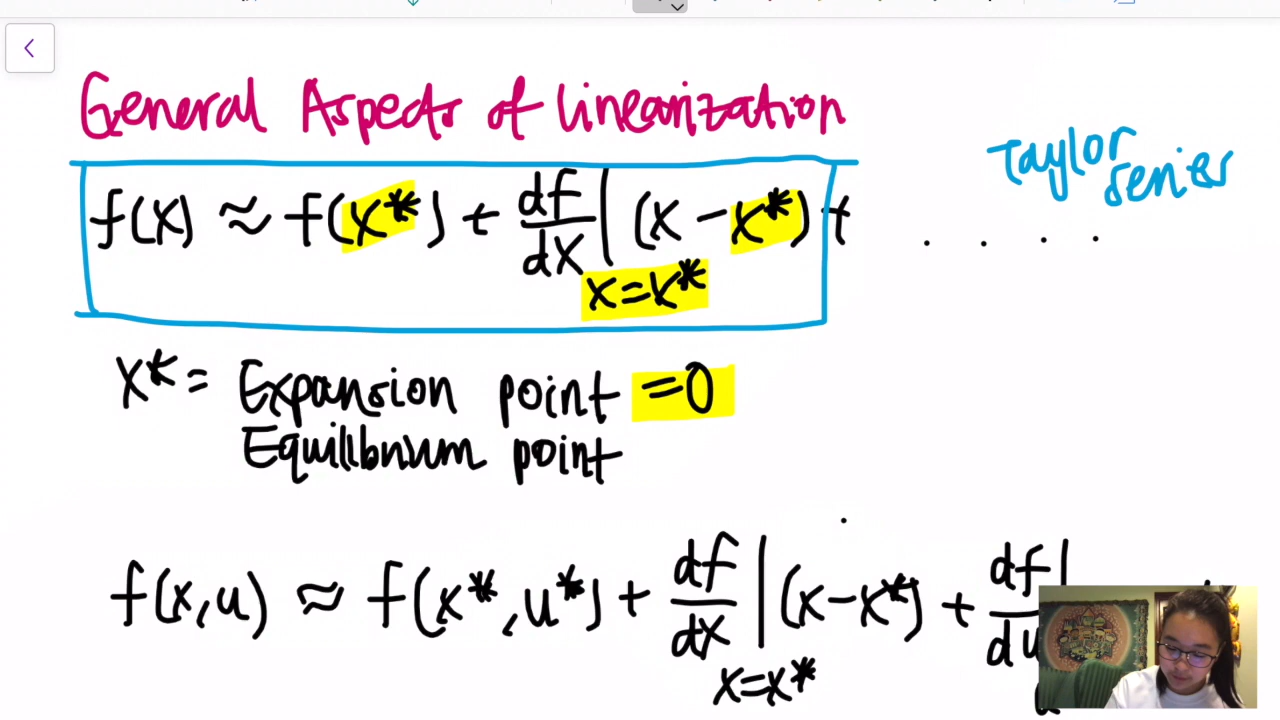 General Aspects of linearization
Taylor
series
f(x) ≈ f(x*) + df/dx | (x - x*) + . . . .
x=x*
x* = Expansion point =0
Equilibrium point
f(x,u) ≈ f(x*,u*) + df/dx | (x-x*) + df/du |
x=x*